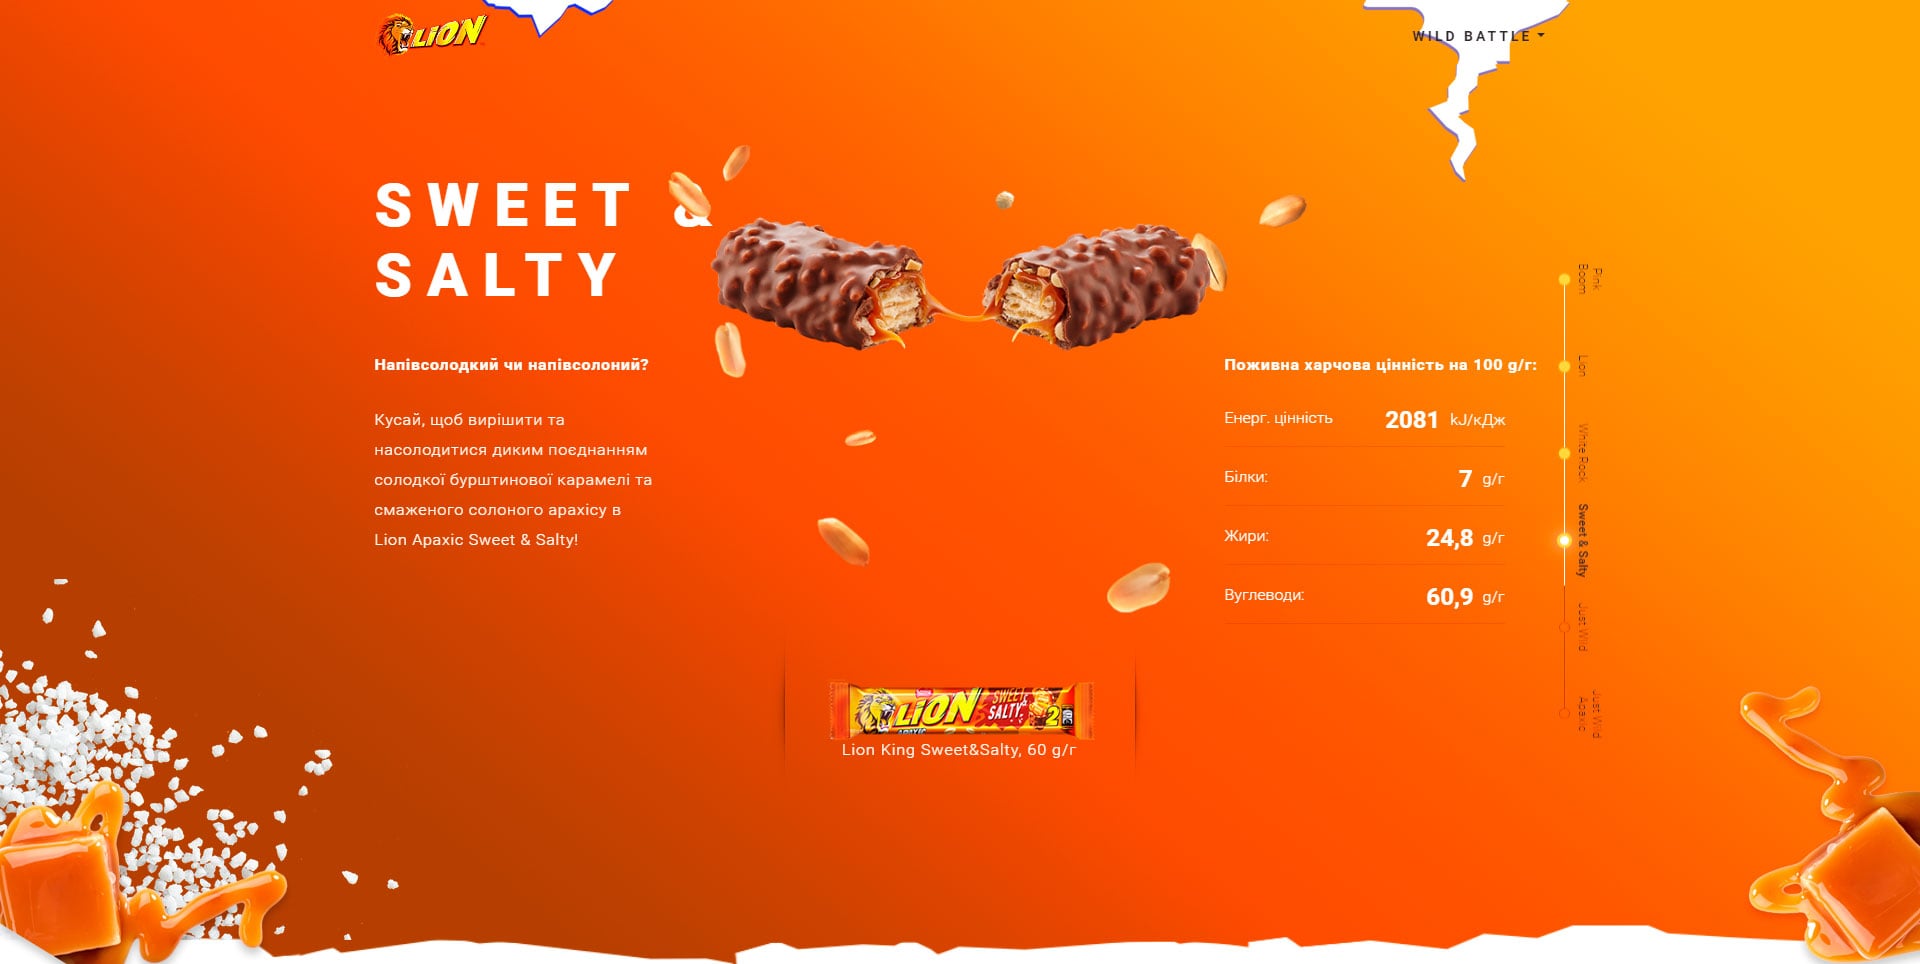 LION
WILD BATTLE
SWEET &
SALTY
Напівсолодкий чи напівсолоний?
Кусай, щоб вирішити та
насолодитися диким поєднанням
солодкої бурштинової карамелі та
смаженого солоного арахісу в
Lion Арахіс Sweet & Salty!
Поживна харчова цінність на 100 g/г:
Енерг. цінність 2081 kJ/кДж
Білки: 7 g/г
Жири: 24,8 g/г
Вуглеводи: 60,9 g/г
Pink
Boom
Lion
White Rock
Sweet & Salty
Just Wild
Just Wild
Арахіс
LION
SWEET &
SALTY
АРАХІС
2
Lion King Sweet&Salty, 60 g/г